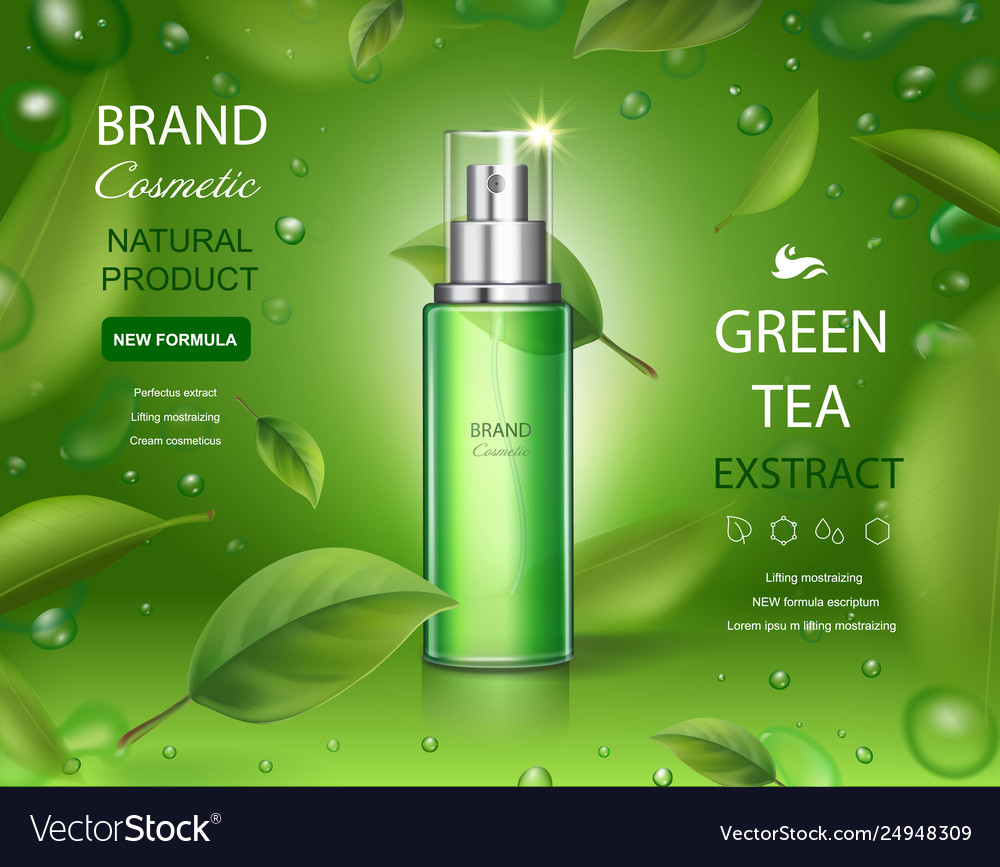 BRAND
Cosmetic
NATURAL
PRODUCT
NEW FORMULA
Perfectus extract
Lifting mostraizing
Cream cosmeticus
BRAND
Cosmetic
GREEN
TEA
EXSTRACT
Lifting mostraizing
NEW formula escriptum
Lorem ipsu m lifting mostraizing
VectorStock®
VectorStock.com/24948309